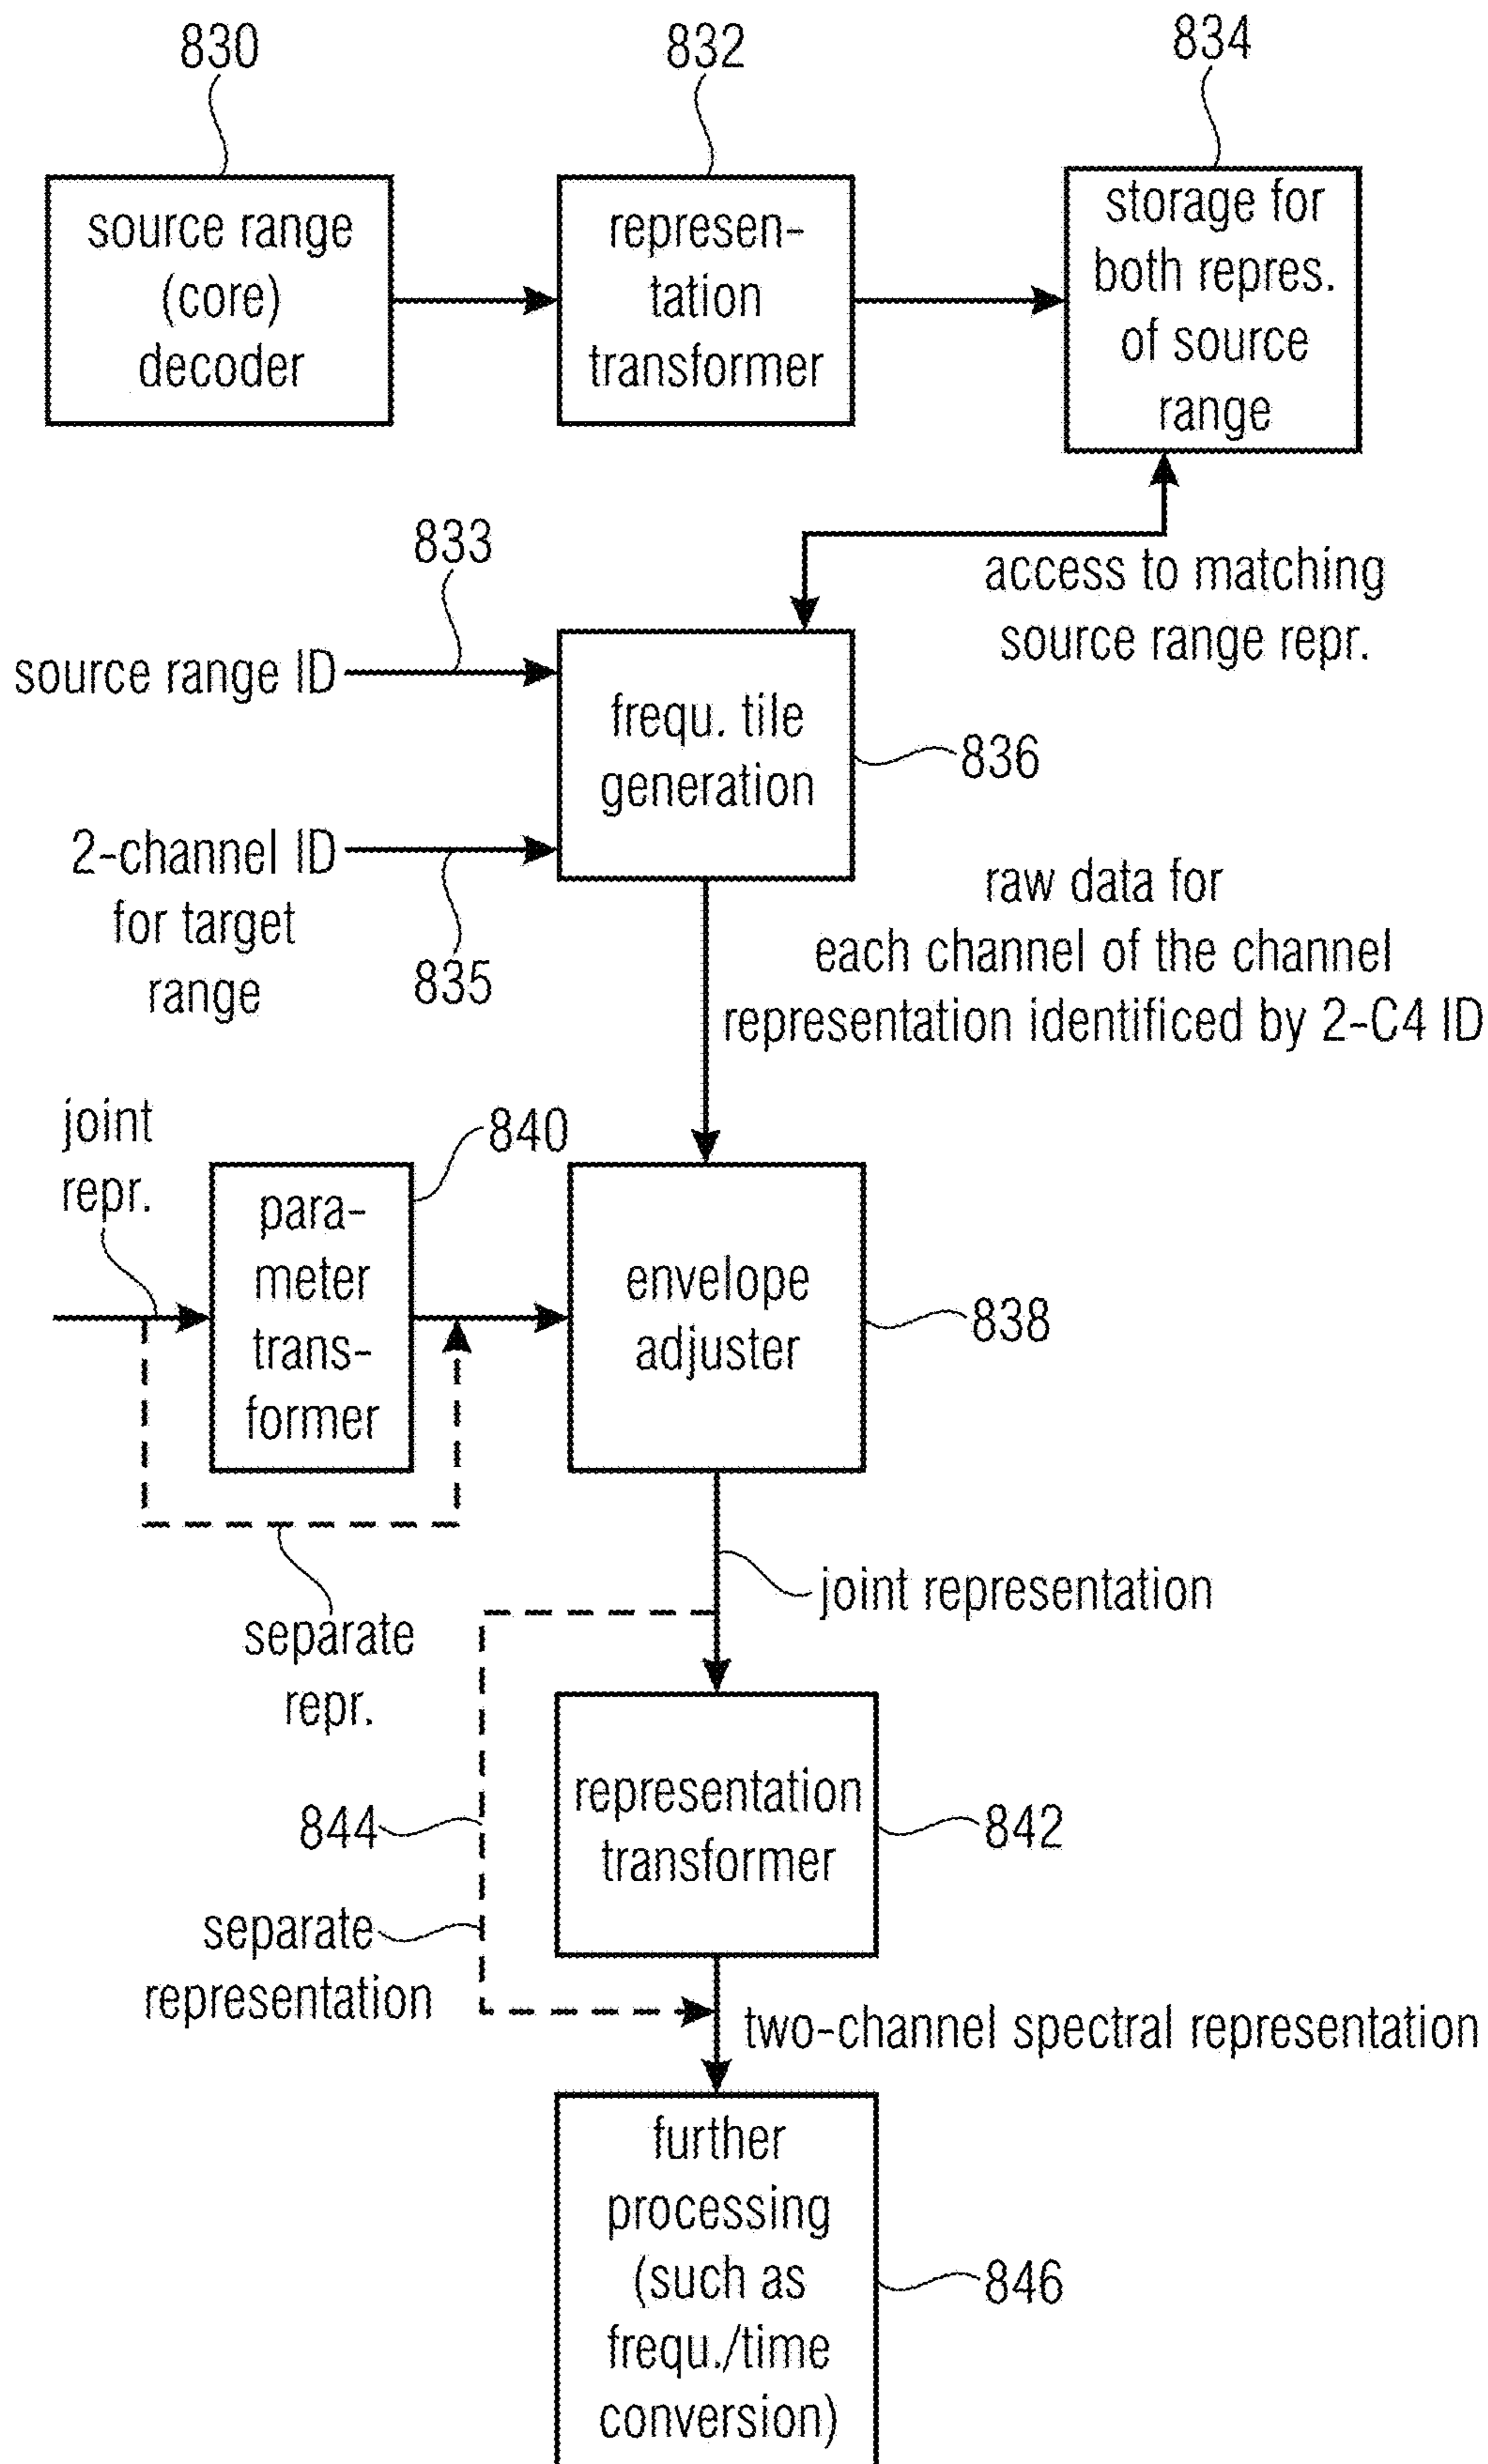 830
832
834
source range
(core)
decoder
represen-
tation
transformer
storage for
both repres.
of source
range
833
access to matching
source range repr.
source range ID
frequ. tile
generation
836
2-channel ID
for target
range
835
raw data for
each channel of the channel
representation identificed by 2-C4 ID
joint
repr.
840
para-
meter
trans-
former
envelope
adjuster
838
separate
repr.
joint representation
representation
transformer
844
842
separate
representation
two-channel spectral representation
further
processing
(such as
frequ./time
conversion)
846